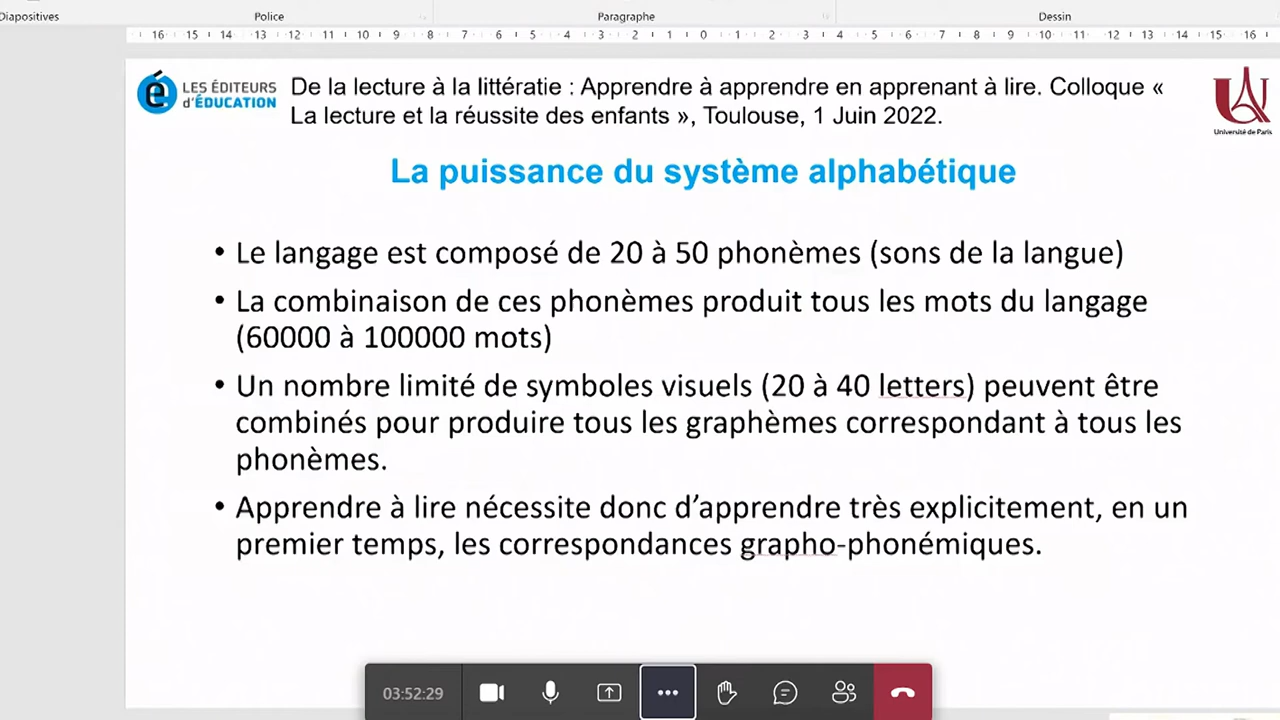 Diapositives Police Paragraphe Dessin
16 15 14 13 12 11 10 9 8 7 6 5 4 3 2 1 0 1 2 3 4 5 6 7 8 9 10 11 12 13 14 15 16
é LES ÉDITEURS
d'ÉDUCATION
De la lecture à la littératie : Apprendre à apprendre en apprenant à lire. Colloque «
La lecture et la réussite des enfants », Toulouse, 1 Juin 2022.
Université de Paris
La puissance du système alphabétique
• Le langage est composé de 20 à 50 phonèmes (sons de la langue)
• La combinaison de ces phonèmes produit tous les mots du langage
(60000 à 100000 mots)
• Un nombre limité de symboles visuels (20 à 40 letters) peuvent être
combinés pour produire tous les graphèmes correspondant à tous les
phonèmes.
• Apprendre à lire nécessite donc d’apprendre très explicitement, en un
premier temps, les correspondances grapho-phonémiques.
03:52:29